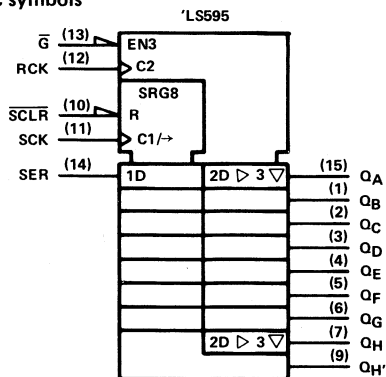 symbols
'LS595
G̅ (13) EN3
RCK (12) C2
SRG8
S̅C̅L̅R̅ (10) R
SCK (11) C1/→
SER (14) 1D 2D ▷ 3 ▽ (15) QA
(1) QB
(2) QC
(3) QD
(4) QE
(5) QF
(6) QG
2D ▷ 3 ▽ (7) QH
(9) QH'